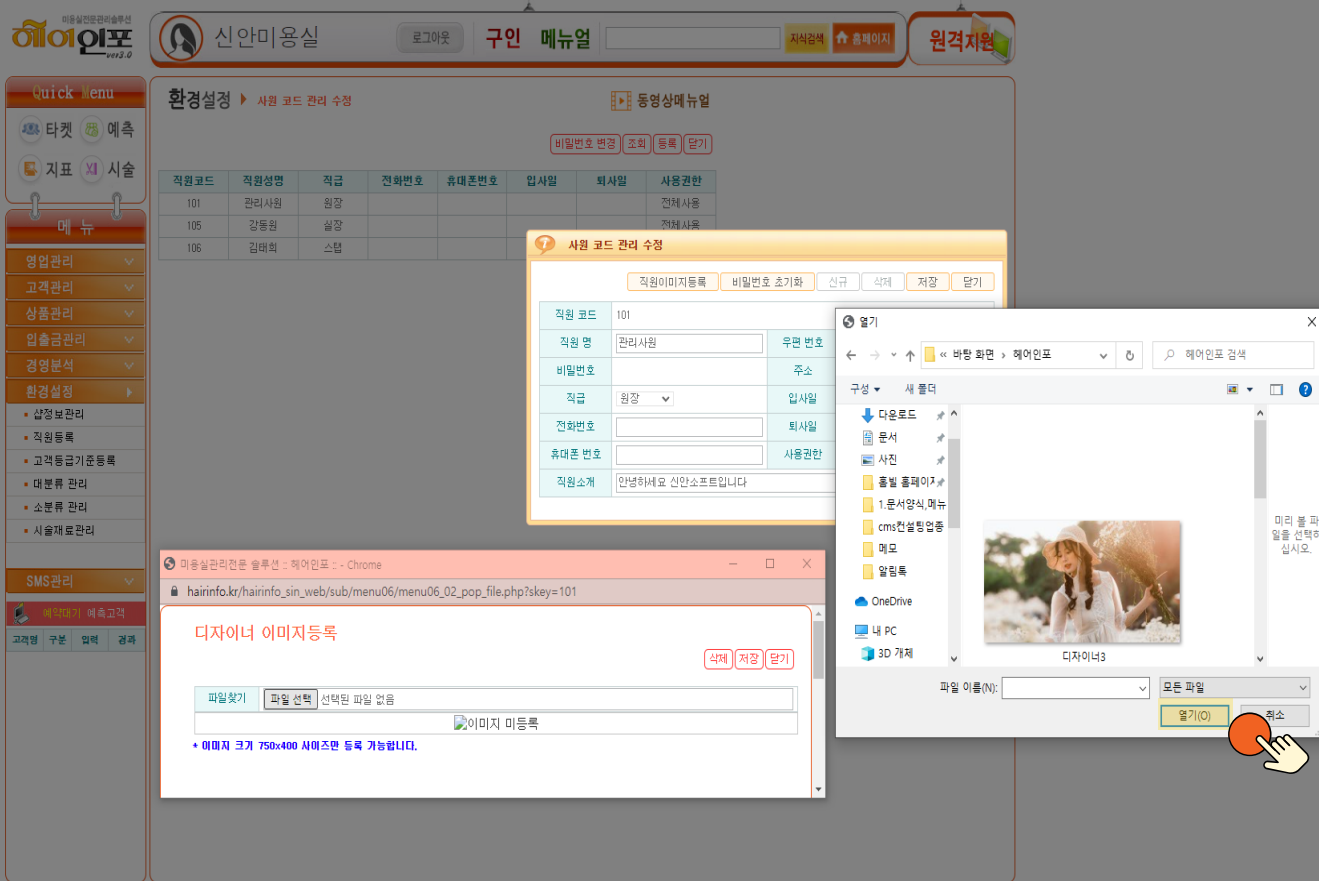 미용실전문관리솔루션
헤어인포
ver3.0
신안미용실
로그아웃
구인 메뉴얼
지식검색
홈페이지
원격지원
Quick Menu
타켓 예측
지표 시술
메 뉴
영업관리
고객관리
상품관리
입출금관리
경영분석
환경설정
샵정보관리
직원등록
고객등급기준등록
대분류 관리
소분류 관리
시술재료관리
SMS관리
예약대기 예측고객
고객명 구분 입력 경과
환경설정 사원 코드 관리 수정
동영상메뉴얼
비밀번호 변경 조회 등록 닫기
직원코드 직원성명 직급 전화번호 휴대폰번호 입사일 퇴사일 사용권한
101 관리사원 원장 전체사용
105 강동원 실장 전체사용
106 김태희 스탭
사원 코드 관리 수정
직원이미지등록 비밀번호 초기화 신규 삭제 저장 닫기
직원 코드 101
직원 명 관리사원 우편 번호
비밀번호 주소
직급 원장 입사일
전화번호 퇴사일
휴대폰 번호 사용권한
직원소개 안녕하세요 신안소프트입니다
미용실관리전문 솔루션 :: 헤어인포 :: - Chrome
hairinfo.kr/hairinfo_sin_web/sub/menu06/menu06_02_pop_file.php?skey=101
디자이너 이미지등록
삭제 저장 닫기
파일찾기 파일 선택 선택된 파일 없음
이미지 미등록
* 이미지 크기 750x400 사이즈만 등록 가능합니다.
열기
« 바탕 화면 › 헤어인포
헤어인포 검색
구성 새 폴더
다운로드
문서
사진
홈빌 홈페이지
1.문서양식,메뉴
cms컨설팅업종
메모
알림톡
OneDrive
내 PC
3D 개체
디자이너3
미리 볼 파
일을 선택하
십시오.
파일 이름(N):
모든 파일
열기(O) 취소